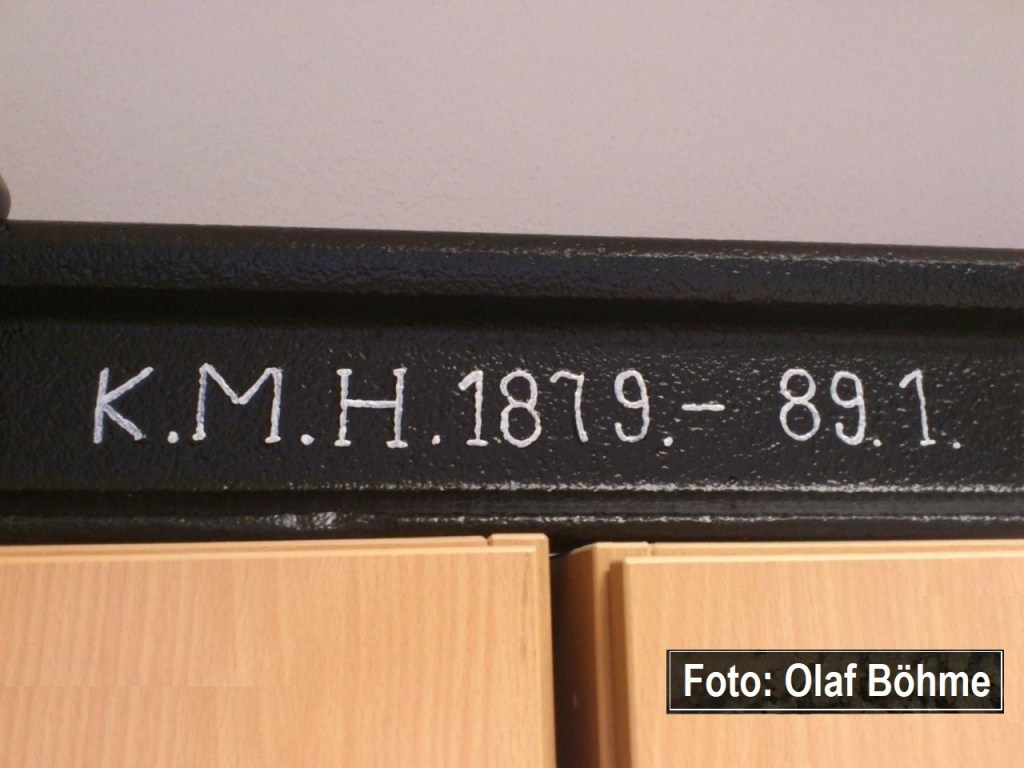 K.M.H.1879.- 89.1.
Foto: Olaf Böhme